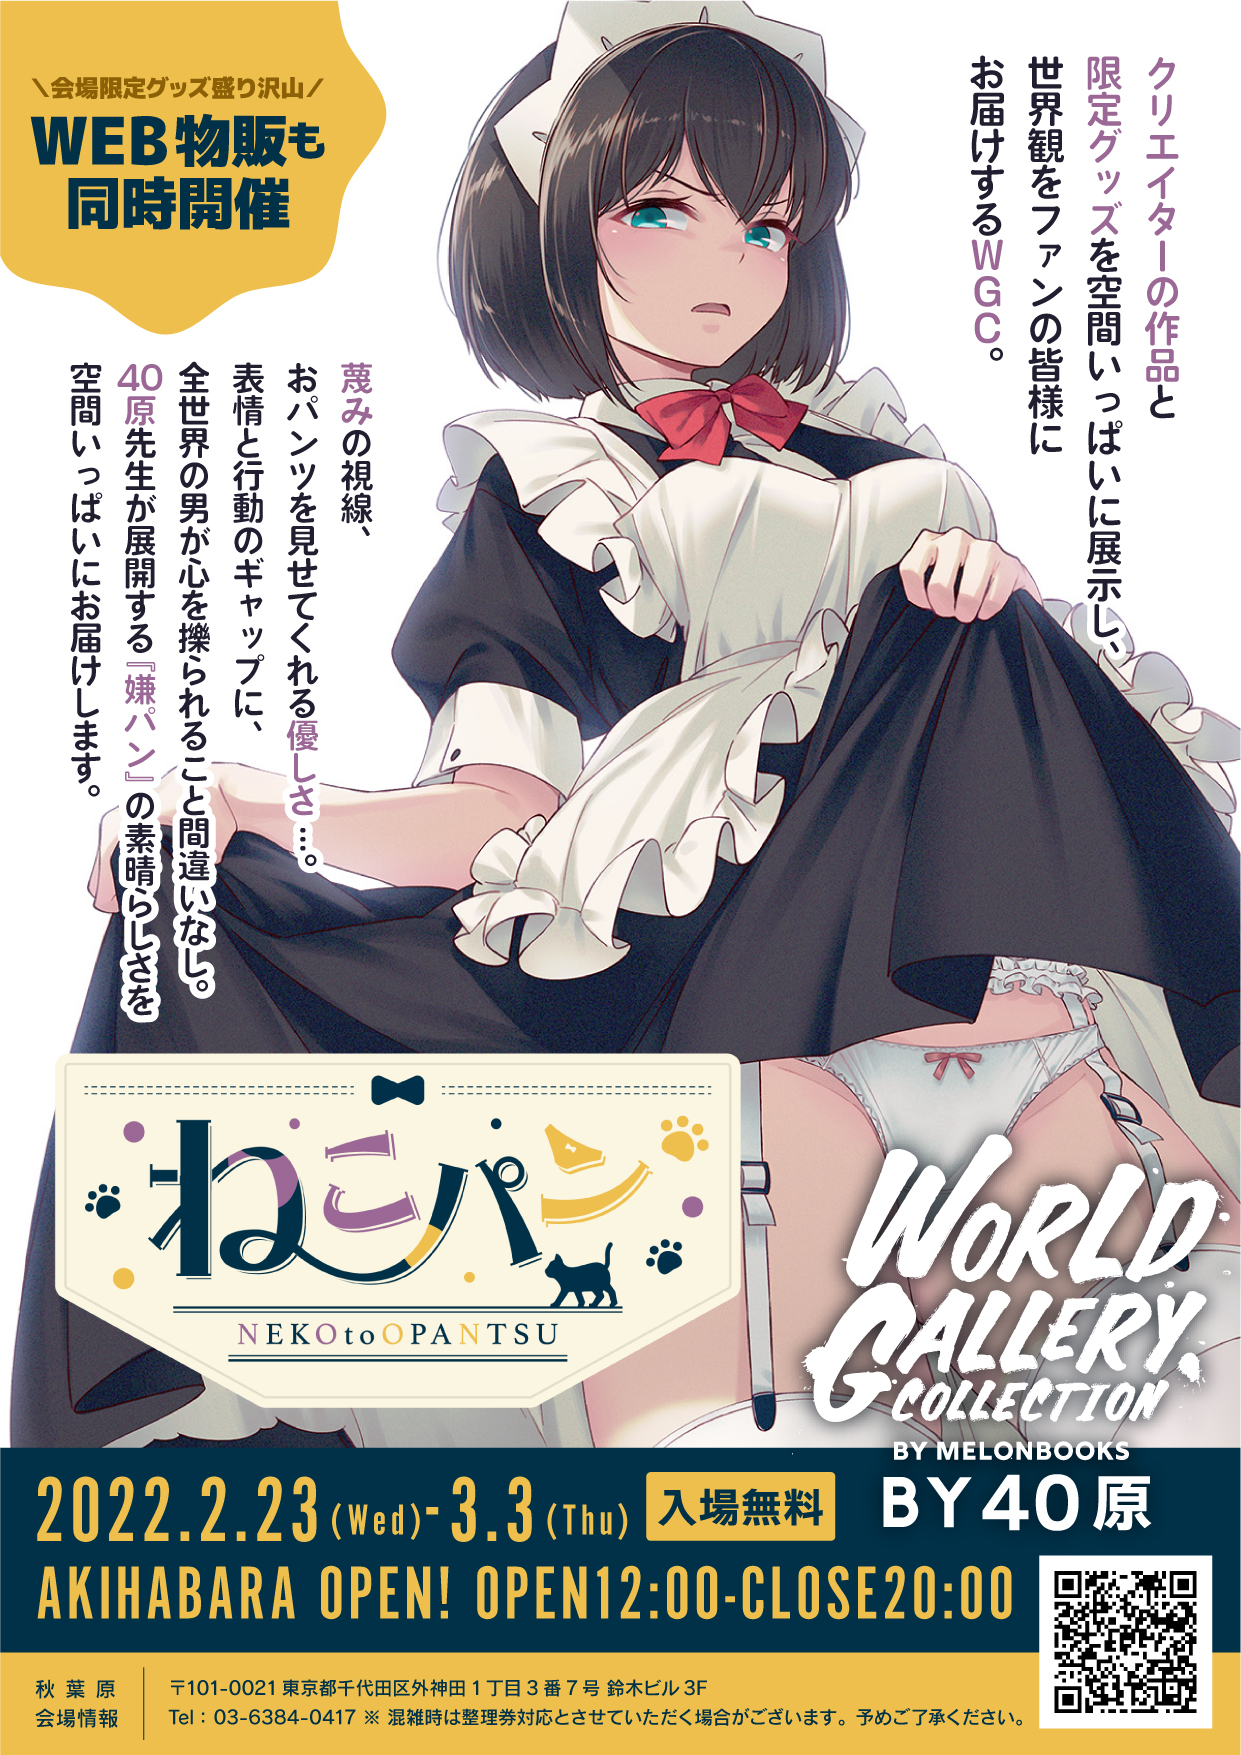 ＼会場限定グッズ盛り沢山／
WEB物販も
同時開催
クリエイターの作品と
限定グッズを空間いっぱいに展示し、
世界観をファンの皆様に
お届けするWGC。
蔑みの視線、
おパンツを見せてくれる優しさ…。
表情と行動のギャップに、
全世界の男が心を擽られること間違いなし。
40原先生が展開する『嫌パン』の素晴らしさを
空間いっぱいにお届けします。
ねこパン
NEKOtoOPANTSU
WORLD
GALLERY
COLLECTION
BY MELONBOOKS
BY 40原
2022.2.23(Wed)-3.3(Thu) 入場無料
AKIHABARA OPEN! OPEN12:00-CLOSE20:00
秋葉原
会場情報
〒101-0021 東京都千代田区外神田1丁目3番7号 鈴木ビル3F
Tel：03-6384-0417 ※ 混雑時は整理券対応とさせていただく場合がございます。予めご了承ください。